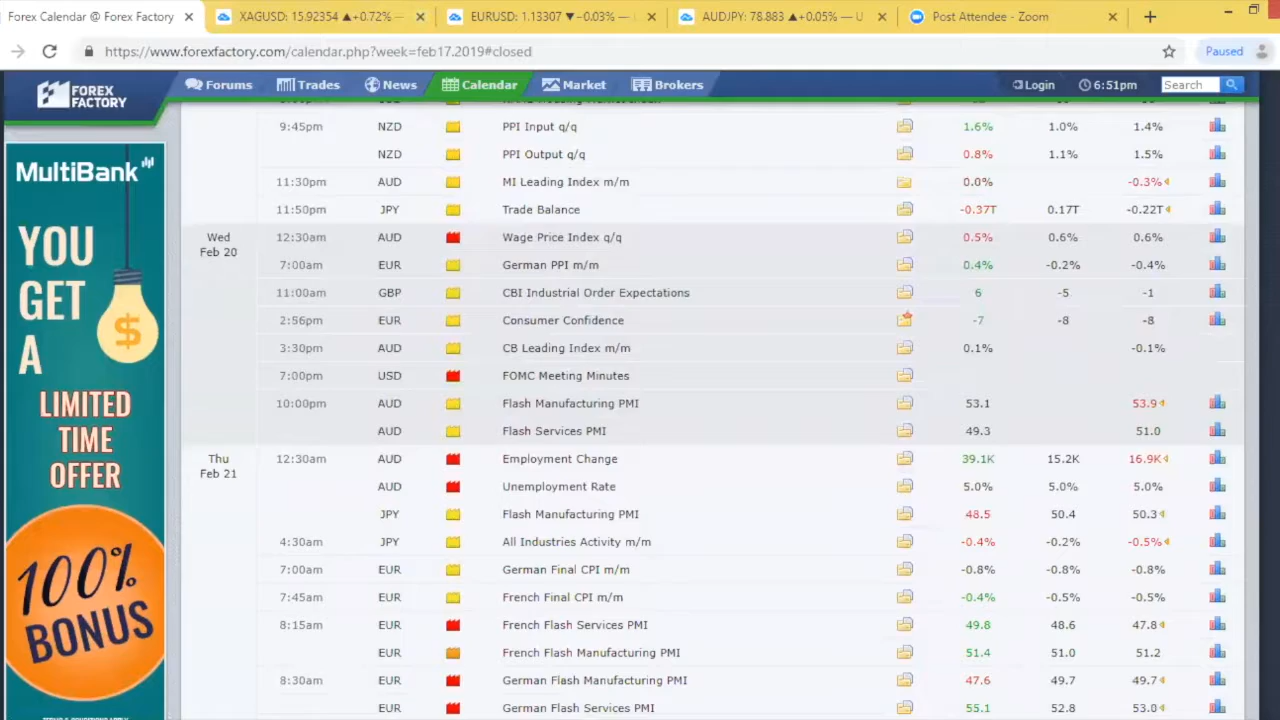 Forex Calendar @ Forex Factory
XAGUSD: 15.92354 ▲+0.72% —
EURUSD: 1.13307 ▼−0.03% —
AUDJPY: 78.883 ▲+0.05% — U
Post Attendee - Zoom
https://www.forexfactory.com/calendar.php?week=feb17.2019#closed
Paused
FOREX FACTORY
Forums
Trades
News
Calendar
Market
Brokers
Login
6:51pm
Search
MultiBank
YOU
GET
A
LIMITED
TIME
OFFER
100%
BONUS
9:45pm NZD PPI Input q/q 1.6% 1.0% 1.4%
NZD PPI Output q/q 0.8% 1.1% 1.5%
11:30pm AUD MI Leading Index m/m 0.0% -0.3%
11:50pm JPY Trade Balance -0.37T 0.17T -0.22T
Wed Feb 20 12:30am AUD Wage Price Index q/q 0.5% 0.6% 0.6%
7:00am EUR German PPI m/m 0.4% -0.2% -0.4%
11:00am GBP CBI Industrial Order Expectations 6 -5 -1
2:56pm EUR Consumer Confidence -7 -8 -8
3:30pm AUD CB Leading Index m/m 0.1% -0.1%
7:00pm USD FOMC Meeting Minutes
10:00pm AUD Flash Manufacturing PMI 53.1 53.9
AUD Flash Services PMI 49.3 51.0
Thu Feb 21 12:30am AUD Employment Change 39.1K 15.2K 16.9K
AUD Unemployment Rate 5.0% 5.0% 5.0%
JPY Flash Manufacturing PMI 48.5 50.4 50.3
4:30am JPY All Industries Activity m/m -0.4% -0.2% -0.5%
7:00am EUR German Final CPI m/m -0.8% -0.8% -0.8%
7:45am EUR French Final CPI m/m -0.4% -0.5% -0.5%
8:15am EUR French Flash Services PMI 49.8 48.6 47.8
EUR French Flash Manufacturing PMI 51.4 51.0 51.2
8:30am EUR German Flash Manufacturing PMI 47.6 49.7 49.7
EUR German Flash Services PMI 55.1 52.8 53.0